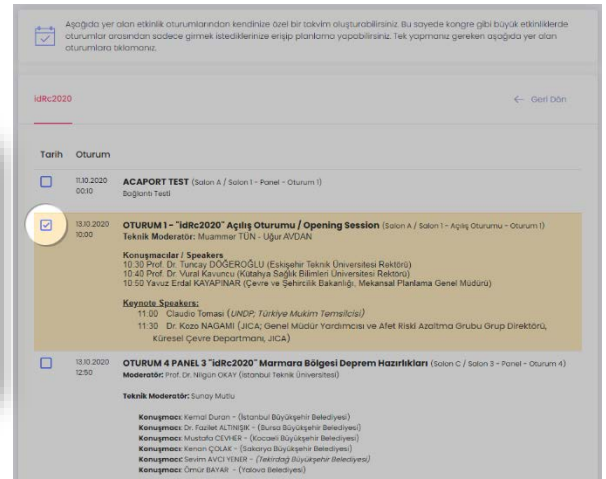 Aşağıda yer alan etkinlik oturumlarından kendinize özel bir takvim oluşturabilirsiniz. Bu sayede kongre gibi büyük etkinliklerde
oturumlar arasından sadece girmek istediklerinize erişip planlama yapabilirsiniz. Tek yapmanız gereken aşağıda yer alan
oturumlara tıklamanız.
idRc2020
← Geri Dön
Tarih Oturum
11.10.2020 ACAPORT TEST (Salon A / Salon 1 - Panel - Oturum 1)
00:10 Bağlantı Testi
13.10.2020 OTURUM 1 - "idRc2020" Açılış Oturumu / Opening Session (Salon A / Salon 1 - Açılış Oturumu - Oturum 1)
10:00 Teknik Moderatör: Muammer TÜN - Uğur AVDAN
Konuşmacılar / Speakers
10:30 Prof. Dr. Tuncay DÖĞEROĞLU (Eskişehir Teknik Üniversitesi Rektörü)
10:40 Prof. Dr. Vural Kavuncu (Kütahya Sağlık Bilimleri Üniversitesi Rektörü)
10:50 Yavuz Erdal KAYAPINAR (Çevre ve Şehircilik Bakanlığı, Mekansal Planlama Genel Müdürü)
Keynote Speakers:
11:00 Claudio Tomasi (UNDP, Türkiye Mukim Temsilcisi)
11:30 Dr. Kozo NAGAMI (JICA; Genel Müdür Yardımcısı ve Afet Riski Azaltma Grubu Grup Direktörü,
Küresel Çevre Departmanı, JICA)
13.10.2020 OTURUM 4 PANEL 3 "idRc2020" Marmara Bölgesi Deprem Hazırlıkları (Salon C / Salon 3 - Panel - Oturum 4)
12:50 Moderatör: Prof. Dr. Nilgün OKAY (İstanbul Teknik Üniversitesi)
Teknik Moderatör: Sunay Mutlu
Konuşmacı: Kemal Duran - (İstanbul Büyükşehir Belediyesi)
Konuşmacı: Dr. Fazilet ALTINIŞIK - (Bursa Büyükşehir Belediyesi)
Konuşmacı: Mustafa CEVHER - (Kocaeli Büyükşehir Belediyesi)
Konuşmacı: Kenan ÇOLAK - (Sakarya Büyükşehir Belediyesi)
Konuşmacı: Sevim AVCI YENER - (Tekirdağ Büyükşehir Belediyesi)
Konuşmacı: Ömür BAYAR - (Yalova Belediyesi)